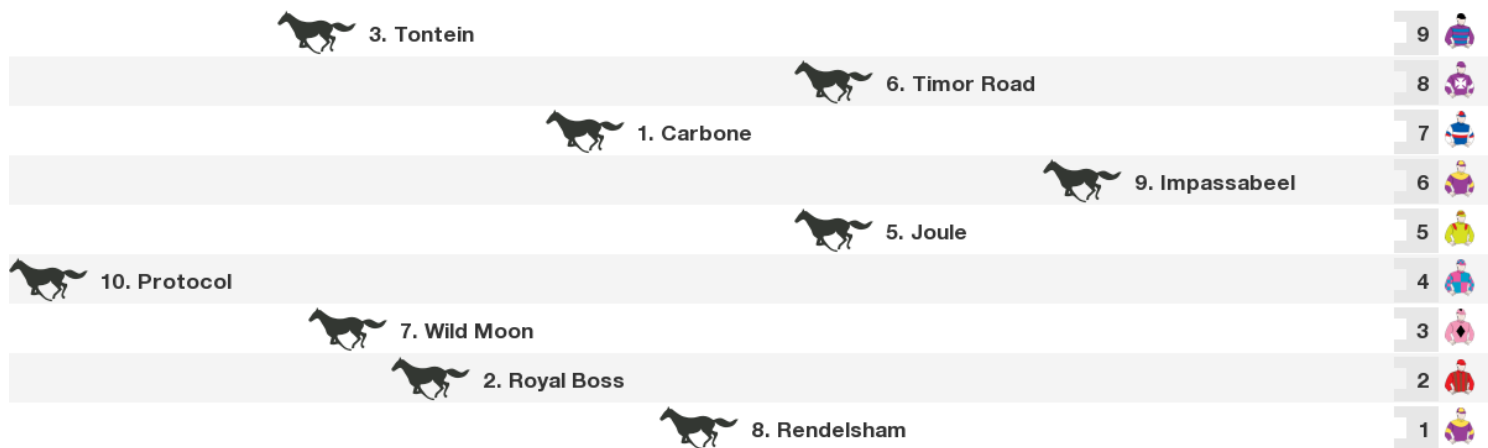 3. Tontein 9
6. Timor Road 8
1. Carbone 7
9. Impassabeel 6
5. Joule 5
10. Protocol 4
7. Wild Moon 3
2. Royal Boss 2
8. Rendelsham 1